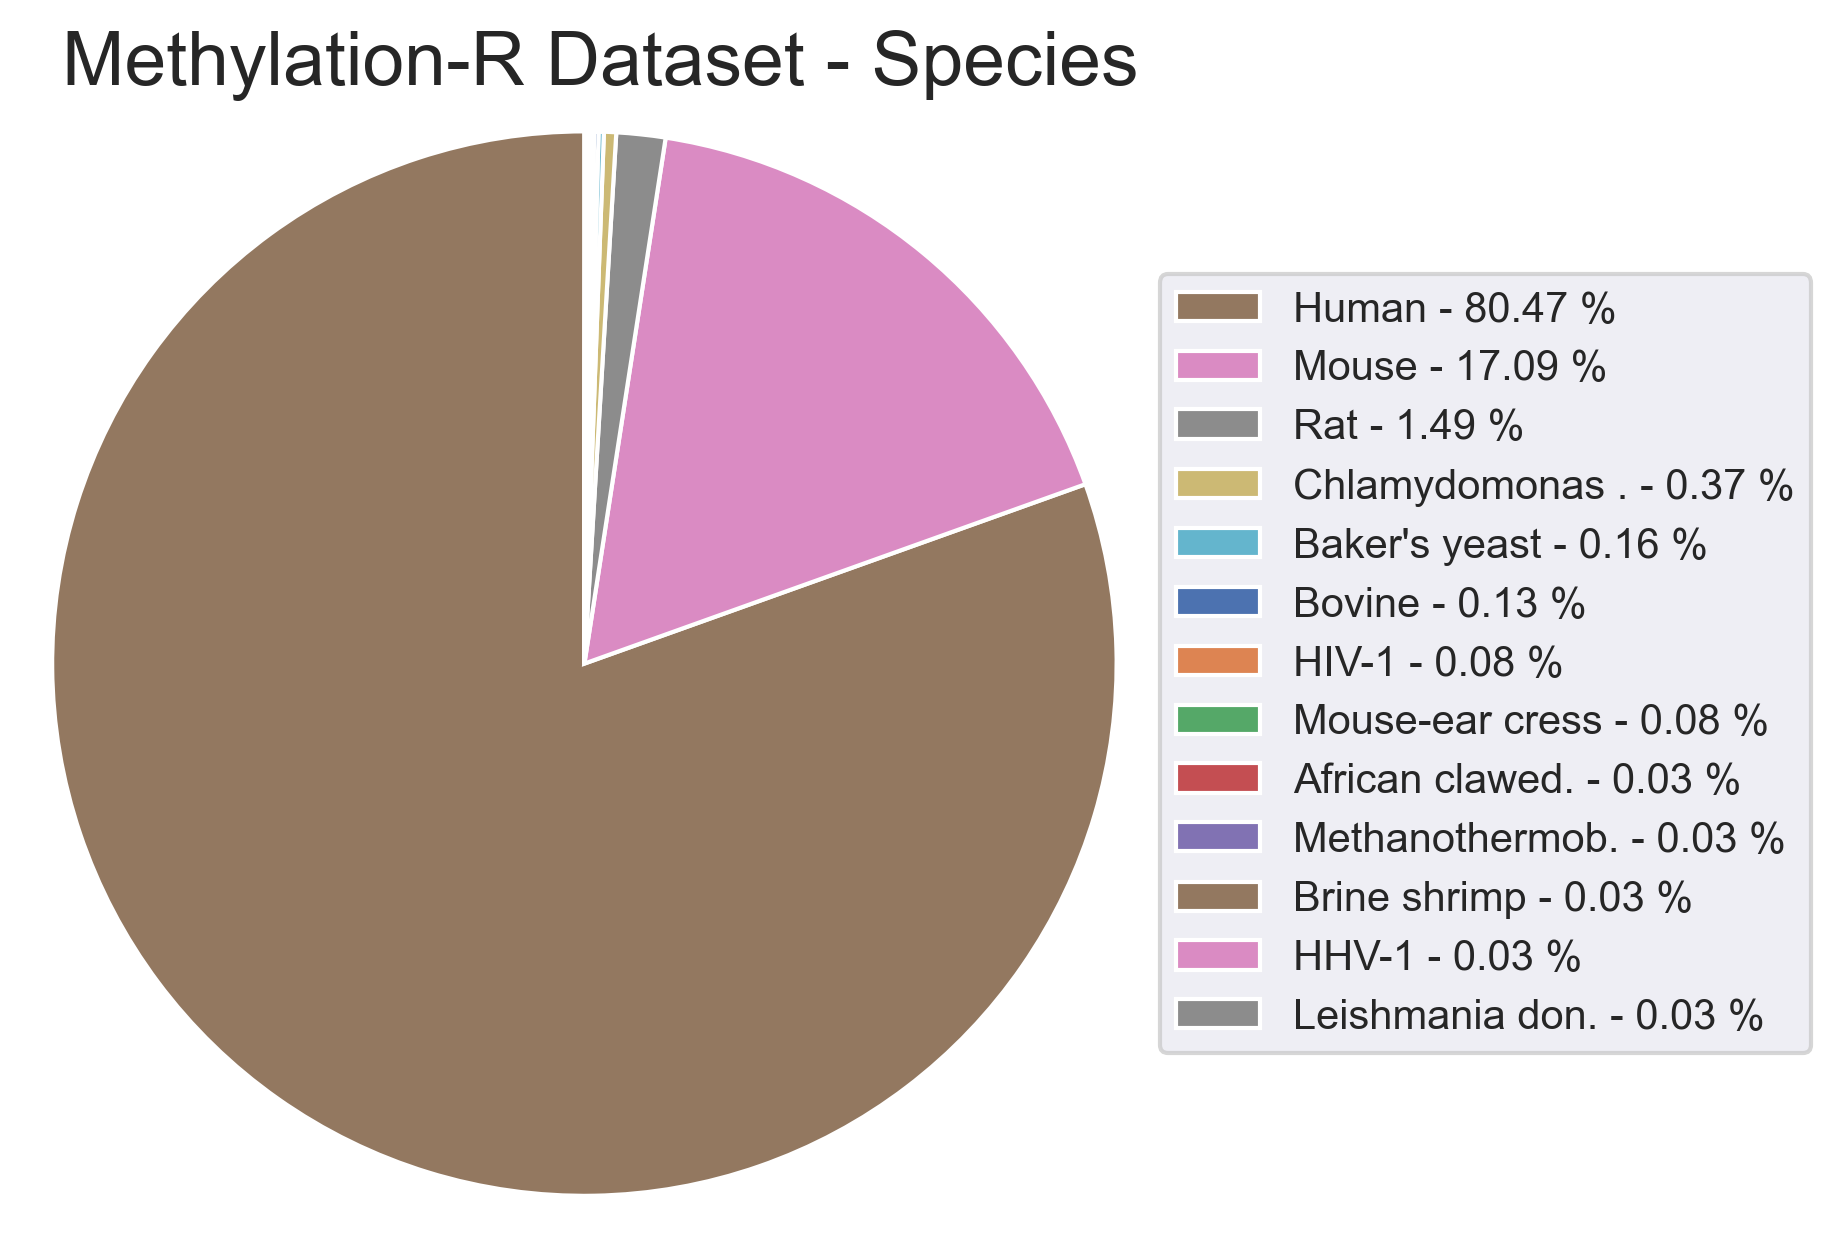 Methylation-R Dataset - Species
Human - 80.47 %
Mouse - 17.09 %
Rat - 1.49 %
Chlamydomonas . - 0.37 %
Baker's yeast - 0.16 %
Bovine - 0.13 %
HIV-1 - 0.08 %
Mouse-ear cress - 0.08 %
African clawed. - 0.03 %
Methanothermob. - 0.03 %
Brine shrimp - 0.03 %
HHV-1 - 0.03 %
Leishmania don. - 0.03 %